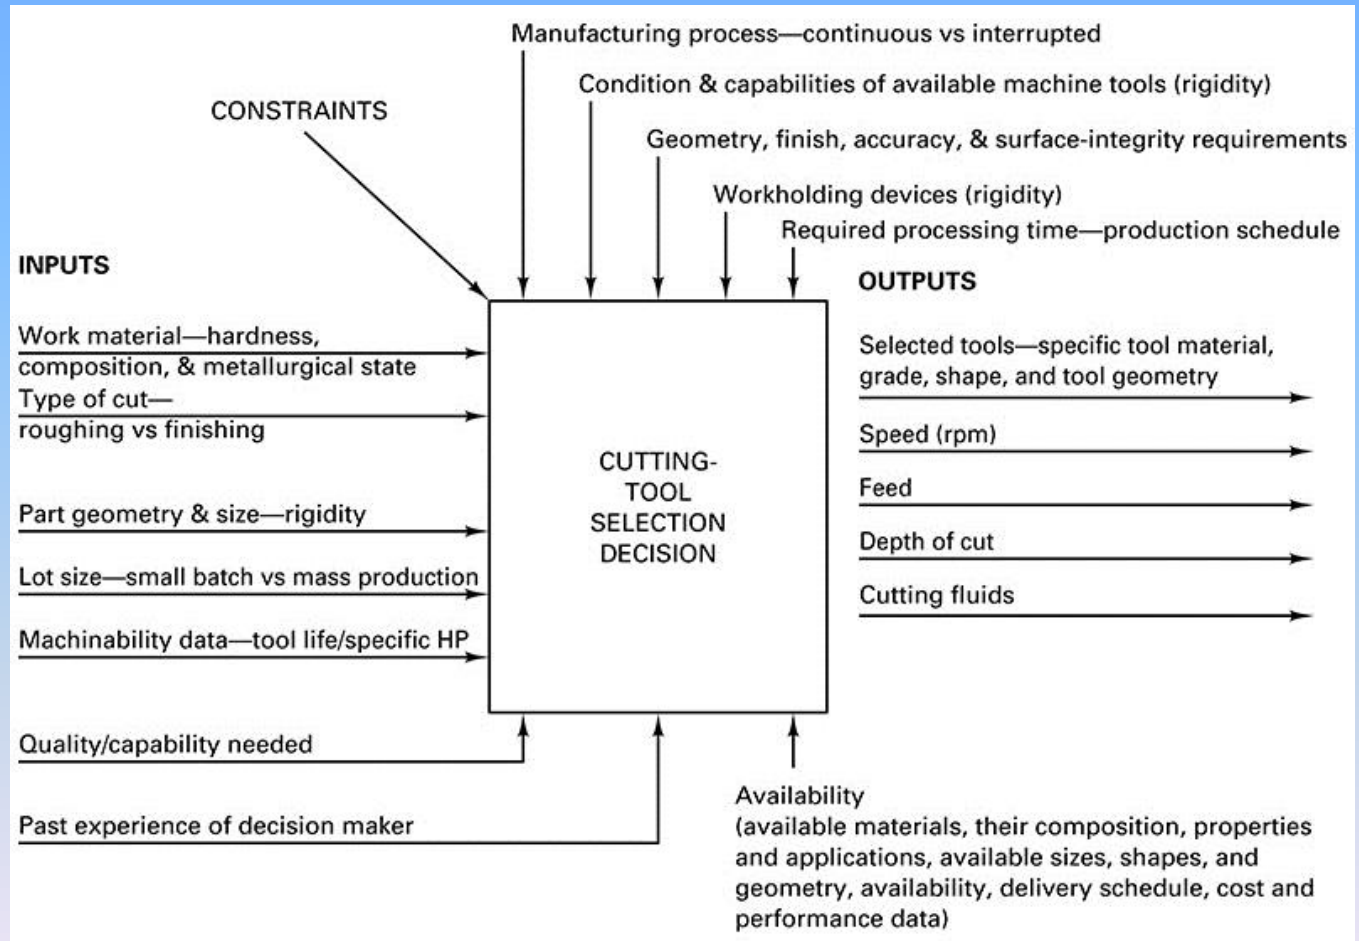 Manufacturing process—continuous vs interrupted
Condition & capabilities of available machine tools (rigidity)
CONSTRAINTS
Geometry, finish, accuracy, & surface-integrity requirements
Workholding devices (rigidity)
Required processing time—production schedule
INPUTS
Work material—hardness,
composition, & metallurgical state
Type of cut—
roughing vs finishing
Part geometry & size—rigidity
Lot size—small batch vs mass production
Machinability data—tool life/specific HP
Quality/capability needed
Past experience of decision maker
CUTTING-
TOOL
SELECTION
DECISION
OUTPUTS
Selected tools—specific tool material,
grade, shape, and tool geometry
Speed (rpm)
Feed
Depth of cut
Cutting fluids
Availability
(available materials, their composition, properties
and applications, available sizes, shapes, and
geometry, availability, delivery schedule, cost and
performance data)